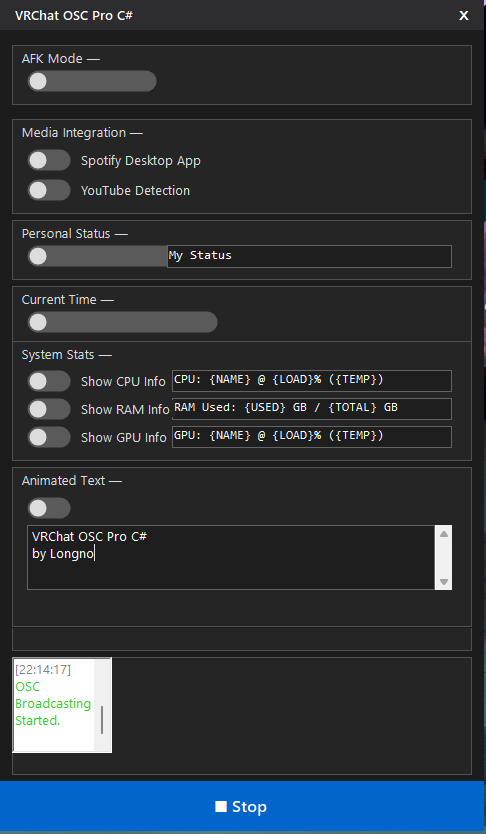 VRChat OSC Pro C#
X
AFK Mode —
Media Integration —
Spotify Desktop App
YouTube Detection
Personal Status —
My Status
Current Time —
System Stats —
Show CPU Info
CPU: {NAME} @ {LOAD}% ({TEMP})
Show RAM Info
RAM Used: {USED} GB / {TOTAL} GB
Show GPU Info
GPU: {NAME} @ {LOAD}% ({TEMP})
Animated Text —
VRChat OSC Pro C#
by Longno
[22:14:17]
OSC
Broadcasting
Started.
Stop